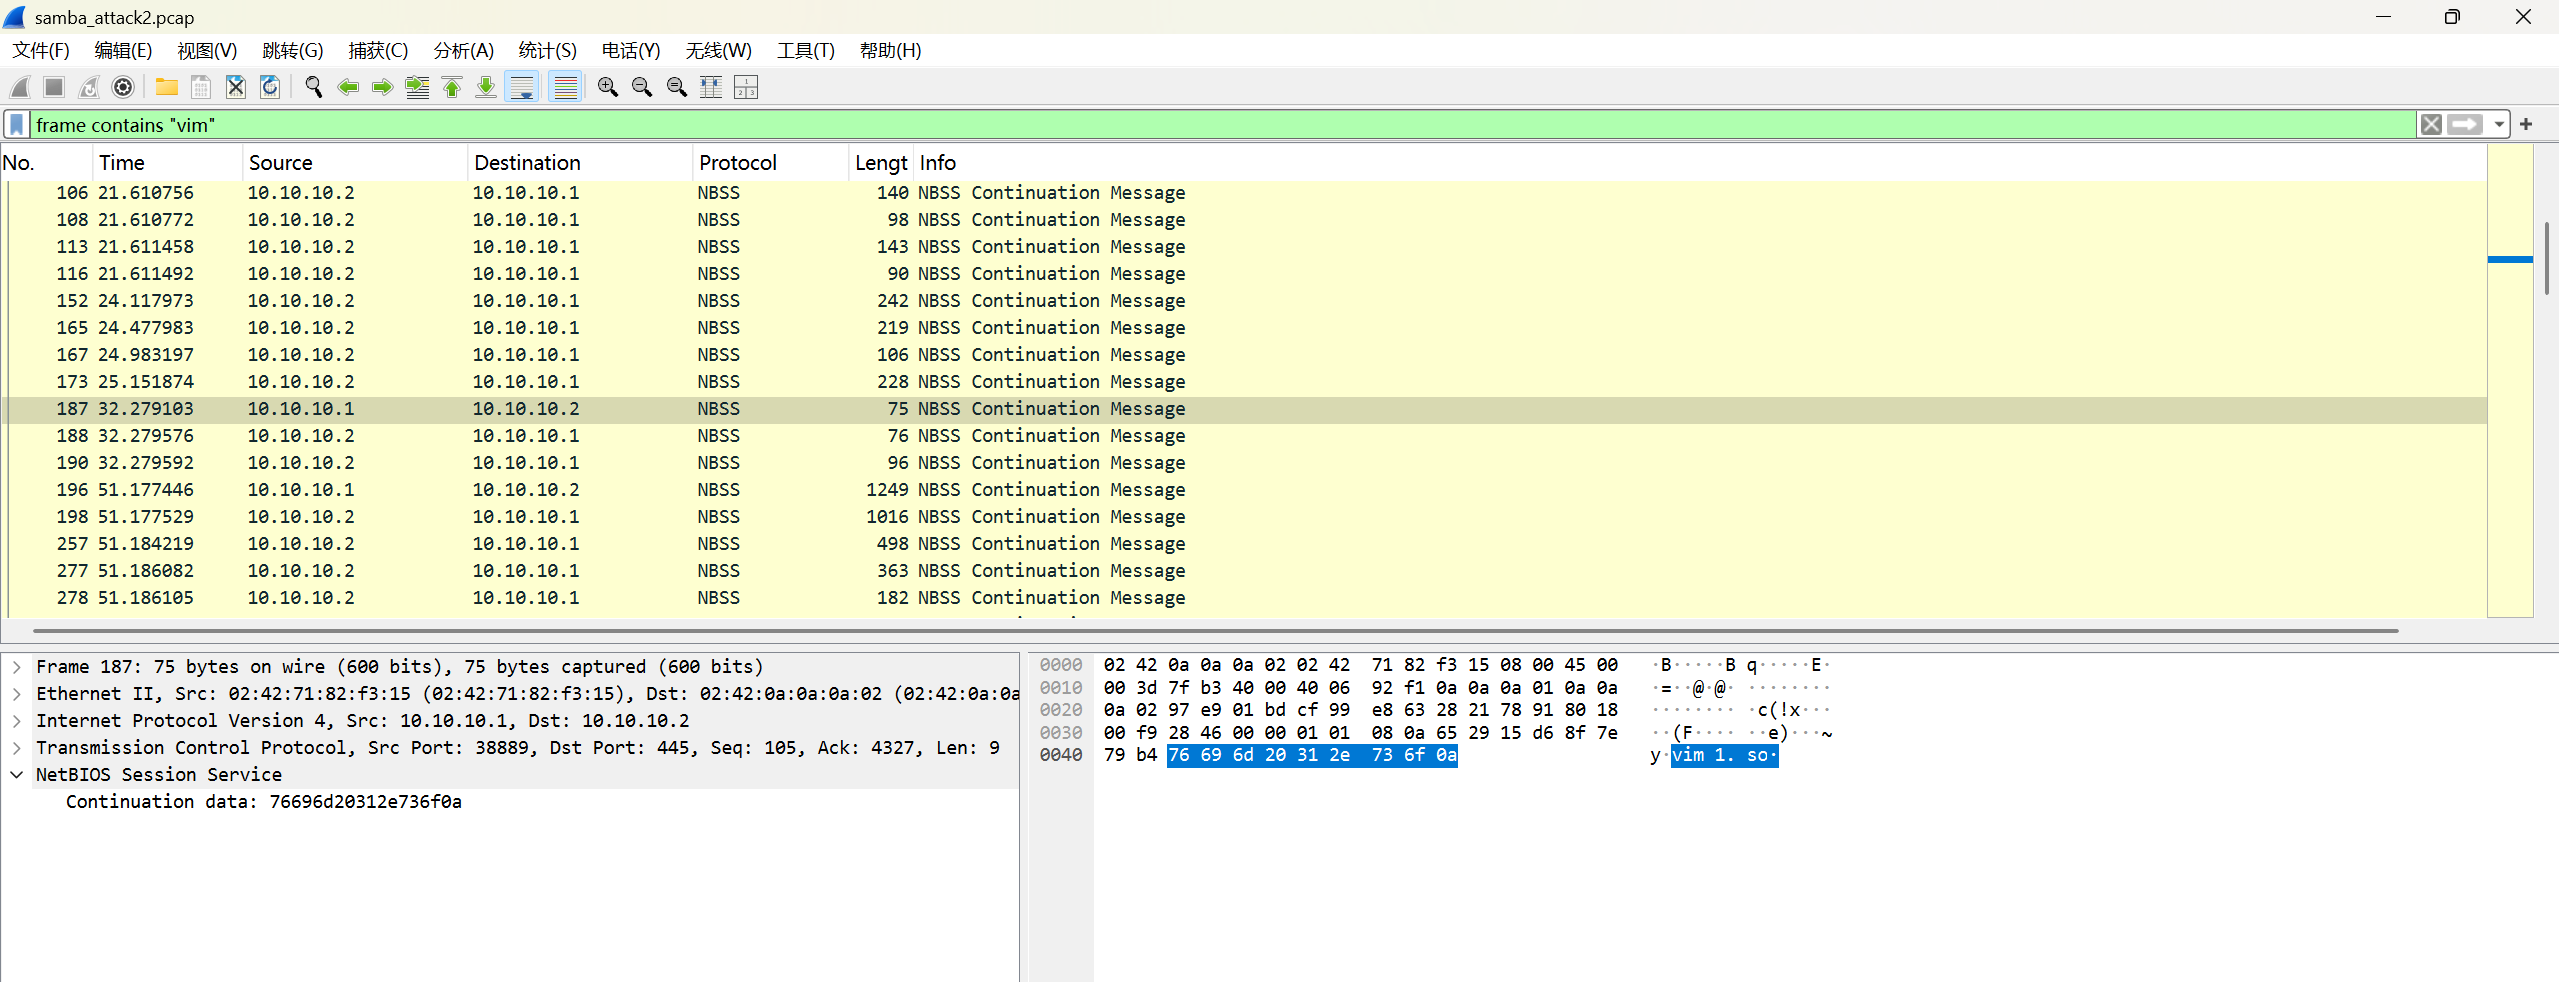 samba_attack2.pcap
文件(F) 编辑(E) 视图(V) 跳转(G) 捕获(C) 分析(A) 统计(S) 电话(Y) 无线(W) 工具(T) 帮助(H)
frame contains "vim"
No. Time Source Destination Protocol Lengt Info
106 21.610756 10.10.10.2 10.10.10.1 NBSS 140 NBSS Continuation Message
108 21.610772 10.10.10.2 10.10.10.1 NBSS 98 NBSS Continuation Message
113 21.611458 10.10.10.2 10.10.10.1 NBSS 143 NBSS Continuation Message
116 21.611492 10.10.10.2 10.10.10.1 NBSS 90 NBSS Continuation Message
152 24.117973 10.10.10.2 10.10.10.1 NBSS 242 NBSS Continuation Message
165 24.477983 10.10.10.2 10.10.10.1 NBSS 219 NBSS Continuation Message
167 24.983197 10.10.10.2 10.10.10.1 NBSS 106 NBSS Continuation Message
173 25.151874 10.10.10.2 10.10.10.1 NBSS 228 NBSS Continuation Message
187 32.279103 10.10.10.1 10.10.10.2 NBSS 75 NBSS Continuation Message
188 32.279576 10.10.10.2 10.10.10.1 NBSS 76 NBSS Continuation Message
190 32.279592 10.10.10.2 10.10.10.1 NBSS 96 NBSS Continuation Message
196 51.177446 10.10.10.1 10.10.10.2 NBSS 1249 NBSS Continuation Message
198 51.177529 10.10.10.2 10.10.10.1 NBSS 1016 NBSS Continuation Message
257 51.184219 10.10.10.2 10.10.10.1 NBSS 498 NBSS Continuation Message
277 51.186082 10.10.10.2 10.10.10.1 NBSS 363 NBSS Continuation Message
278 51.186105 10.10.10.2 10.10.10.1 NBSS 182 NBSS Continuation Message
Frame 187: 75 bytes on wire (600 bits), 75 bytes captured (600 bits)
Ethernet II, Src: 02:42:71:82:f3:15 (02:42:71:82:f3:15), Dst: 02:42:0a:0a:0a:02 (02:42:0a:0a
Internet Protocol Version 4, Src: 10.10.10.1, Dst: 10.10.10.2
Transmission Control Protocol, Src Port: 38889, Dst Port: 445, Seq: 105, Ack: 4327, Len: 9
NetBIOS Session Service
Continuation data: 76696d20312e736f0a
0000 02 42 0a 0a 0a 02 02 42 71 82 f3 15 08 00 45 00 ·B·····B q·····E·
0010 00 3d 7f b3 40 00 40 06 92 f1 0a 0a 0a 01 0a 0a ·=··@·@· ········
0020 0a 02 97 e9 01 bd cf 99 e8 63 28 21 78 91 80 18 ········ ·c(!x···
0030 00 f9 28 46 00 00 01 01 08 0a 65 29 15 d6 8f 7e ··(F···· ··e)···~
0040 79 b4 76 69 6d 20 31 2e 73 6f 0a y·vim 1. so·